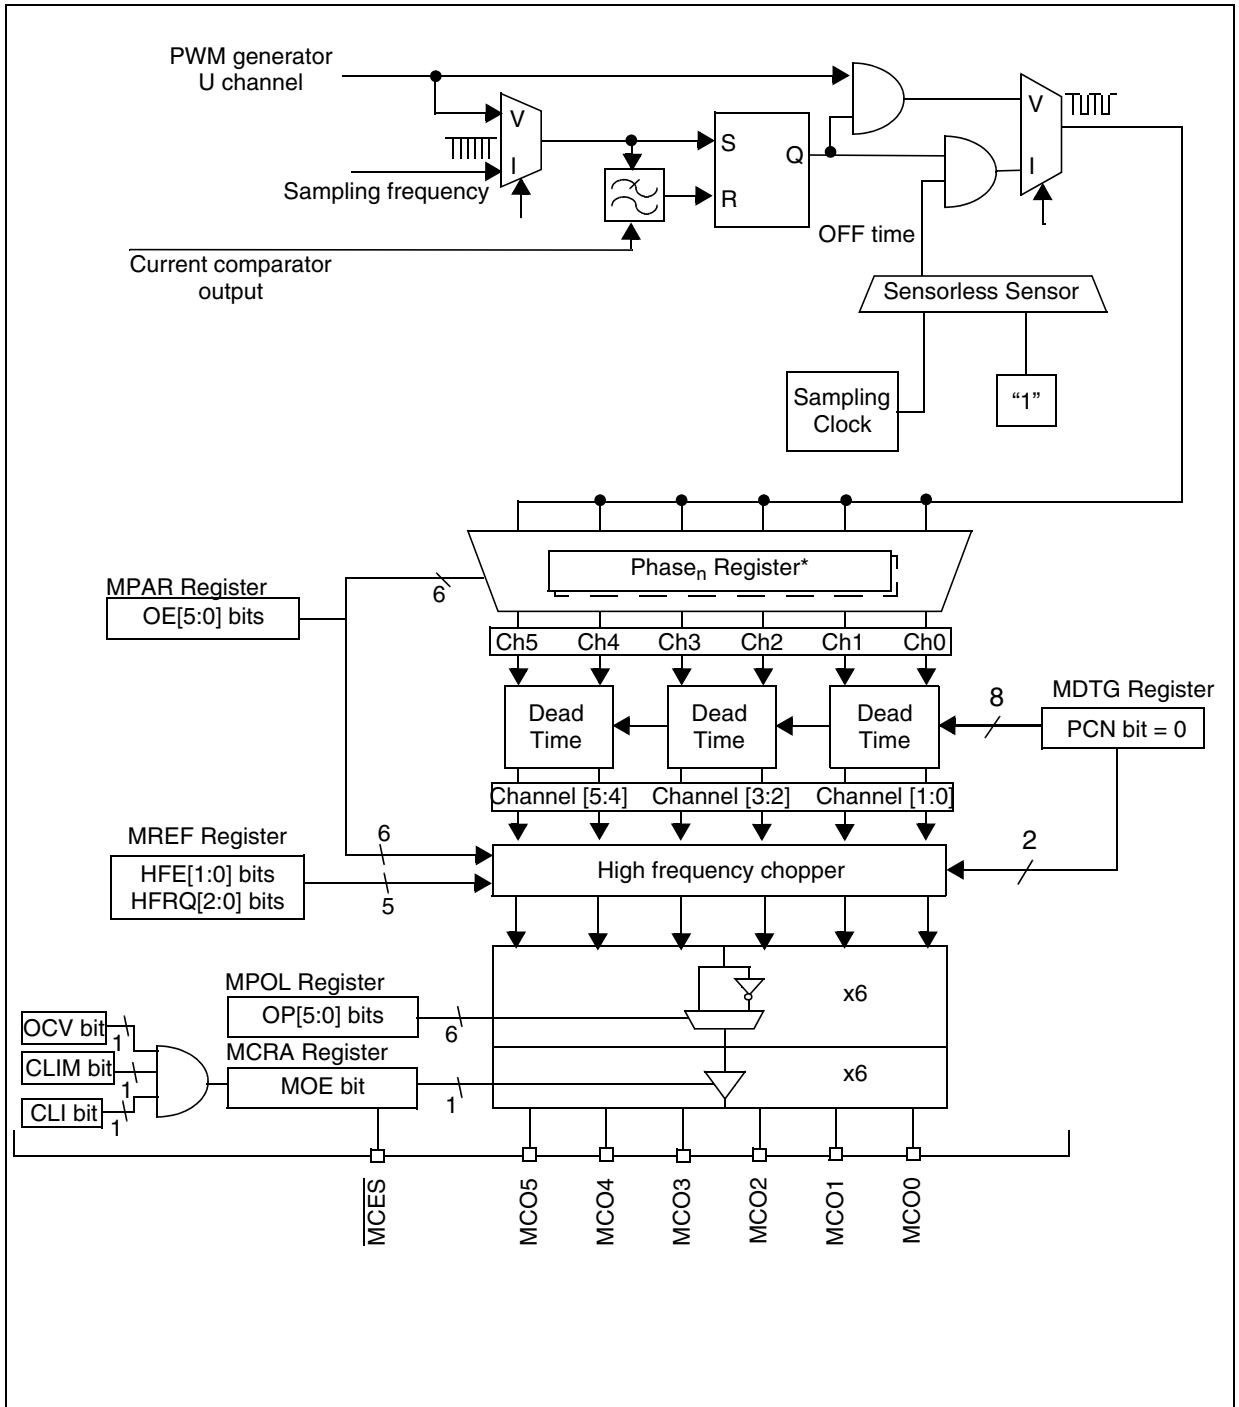 PWM generator
U channel
V
I
Sampling frequency
Current comparator
output
S
R
Q
V
I
OFF time
Sensorless Sensor
Sampling
Clock
“1”
Phasen Register*
MPAR Register
OE[5:0] bits
6
Ch5 Ch4 Ch3 Ch2 Ch1 Ch0
Dead
Time
Dead
Time
Dead
Time
8
MDTG Register
PCN bit = 0
Channel [5:4] Channel [3:2] Channel [1:0]
6
2
MREF Register
HFE[1:0] bits
HFRQ[2:0] bits
5
High frequency chopper
MPOL Register
OP[5:0] bits
6
x6
OCV bit
1
CLIM bit
1
CLI bit
1
MCRA Register
MOE bit
1
x6
MCES
MCO5
MCO4
MCO3
MCO2
MCO1
MCO0